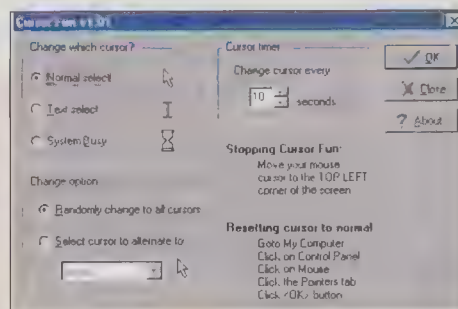 Cursor Fun v1.01
Change which cursor?
Normal select
Text select
System Busy
Change option
Randomly change to all cursors
Select cursor to alternate to
Cursor timer
Change cursor every
10 seconds
Stopping Cursor Fun:
Move your mouse
cursor to the TOP LEFT
corner of the screen
Resetting cursor to normal
Goto My Computer
Click on Control Panel
Click on Mouse
Click the Pointers tab
Click <OK> button
OK
Close
? About